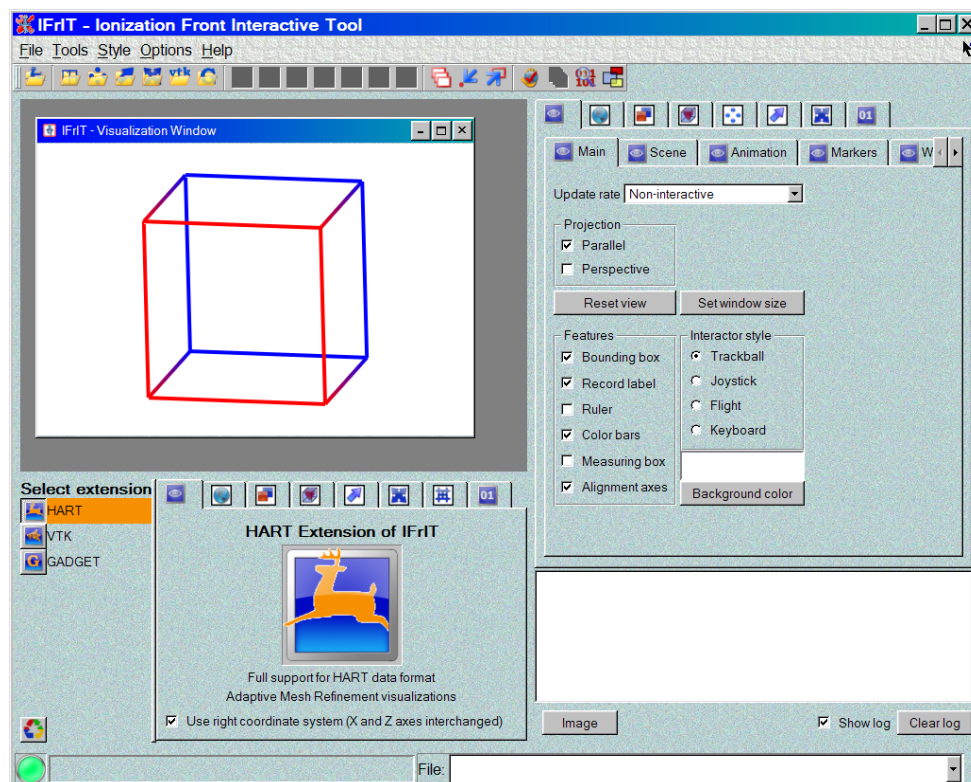 IFrIT - Ionization Front Interactive Tool
File Tools Style Options Help
vtk
IFrIT - Visualization Window
01
Main Scene Animation Markers W
Update rate Non-interactive
Projection
Parallel
Perspective
Reset view Set window size
Features Interactor style
Bounding box Trackball
Record label Joystick
Ruler Flight
Color bars Keyboard
Measuring box
Alignment axes Background color
Select extension
01
HART
VTK
GADGET
HART Extension of IFrIT
Full support for HART data format
Adaptive Mesh Refinement visualizations
Use right coordinate system (X and Z axes interchanged)
Image Show log Clear log
File: